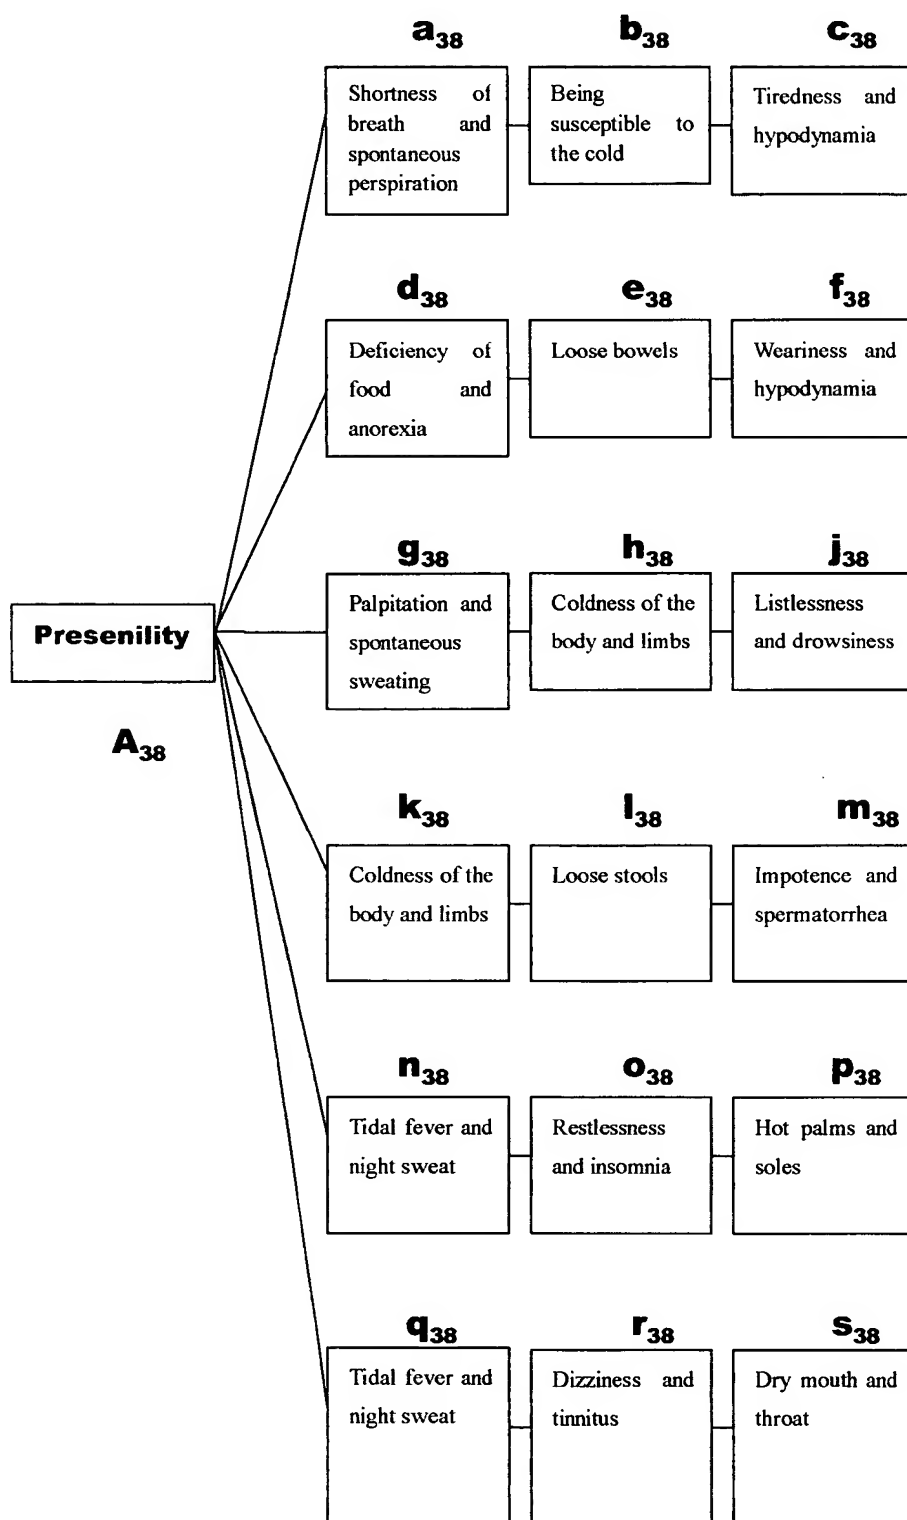 a38
b38
c38
Shortness of
breath and
spontaneous
perspiration
Being
susceptible to
the cold
Tiredness and
hypodynamia
d38
e38
f38
Deficiency of
food and
anorexia
Loose bowels
Weariness and
hypodynamia
g38
h38
j38
Palpitation and
spontaneous
sweating
Coldness of the
body and limbs
Listlessness
and drowsiness
Presenility
A38
k38
l38
m38
Coldness of the
body and limbs
Loose stools
Impotence and
spermatorrhea
n38
o38
p38
Tidal fever and
night sweat
Restlessness
and insomnia
Hot palms and
soles
q38
r38
s38
Tidal fever and
night sweat
Dizziness and
tinnitus
Dry mouth and
throat